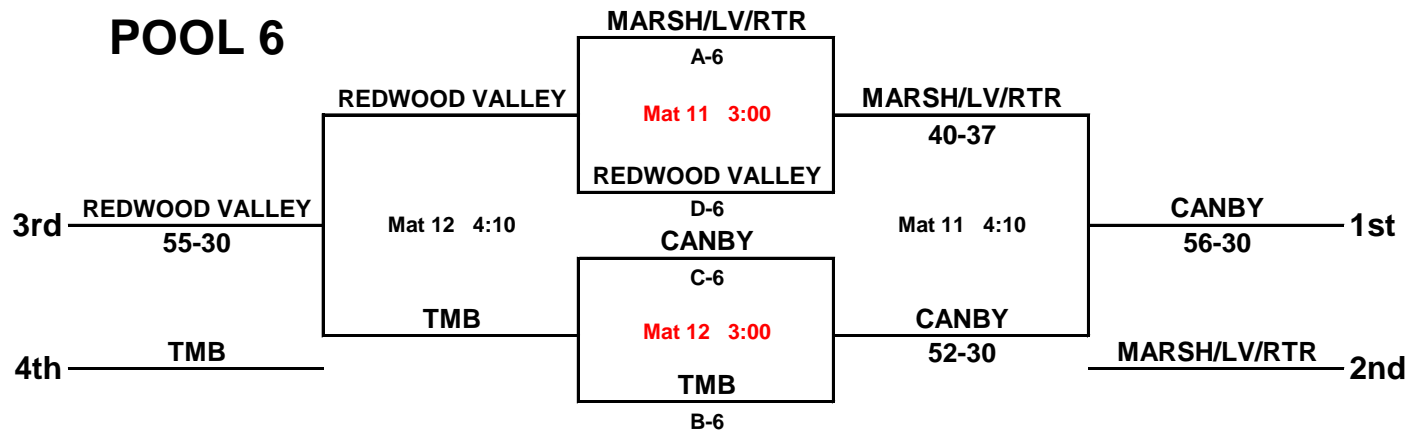 POOL 6
MARSH/LV/RTR
A-6
REDWOOD VALLEY
Mat 11 3:00
MARSH/LV/RTR
40-37
REDWOOD VALLEY
D-6
3rd
REDWOOD VALLEY
55-30
Mat 12 4:10
CANBY
Mat 11 4:10
CANBY
56-30
1st
C-6
TMB
Mat 12 3:00
CANBY
52-30
4th
TMB
TMB
B-6
MARSH/LV/RTR
2nd